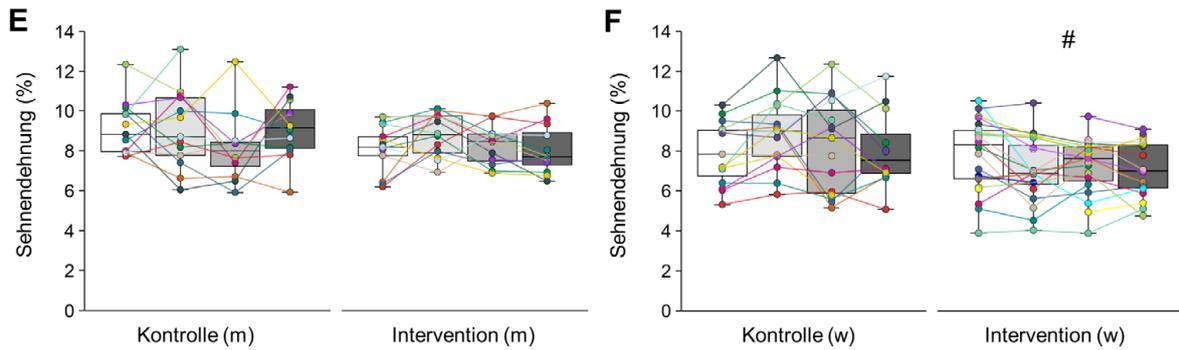 E
Sehnendehnung (%)
14
12
10
8
6
4
2
0
Kontrolle (m)
Intervention (m)
F
Sehnendehnung (%)
14
12
10
8
6
4
2
0
#
Kontrolle (w)
Intervention (w)